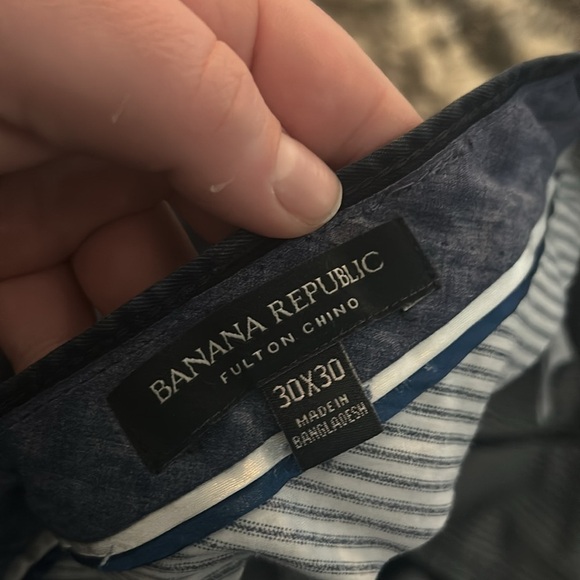 BANANA REPUBLIC
FULTON CHINO
30X30
MADE IN
BANGLADESH